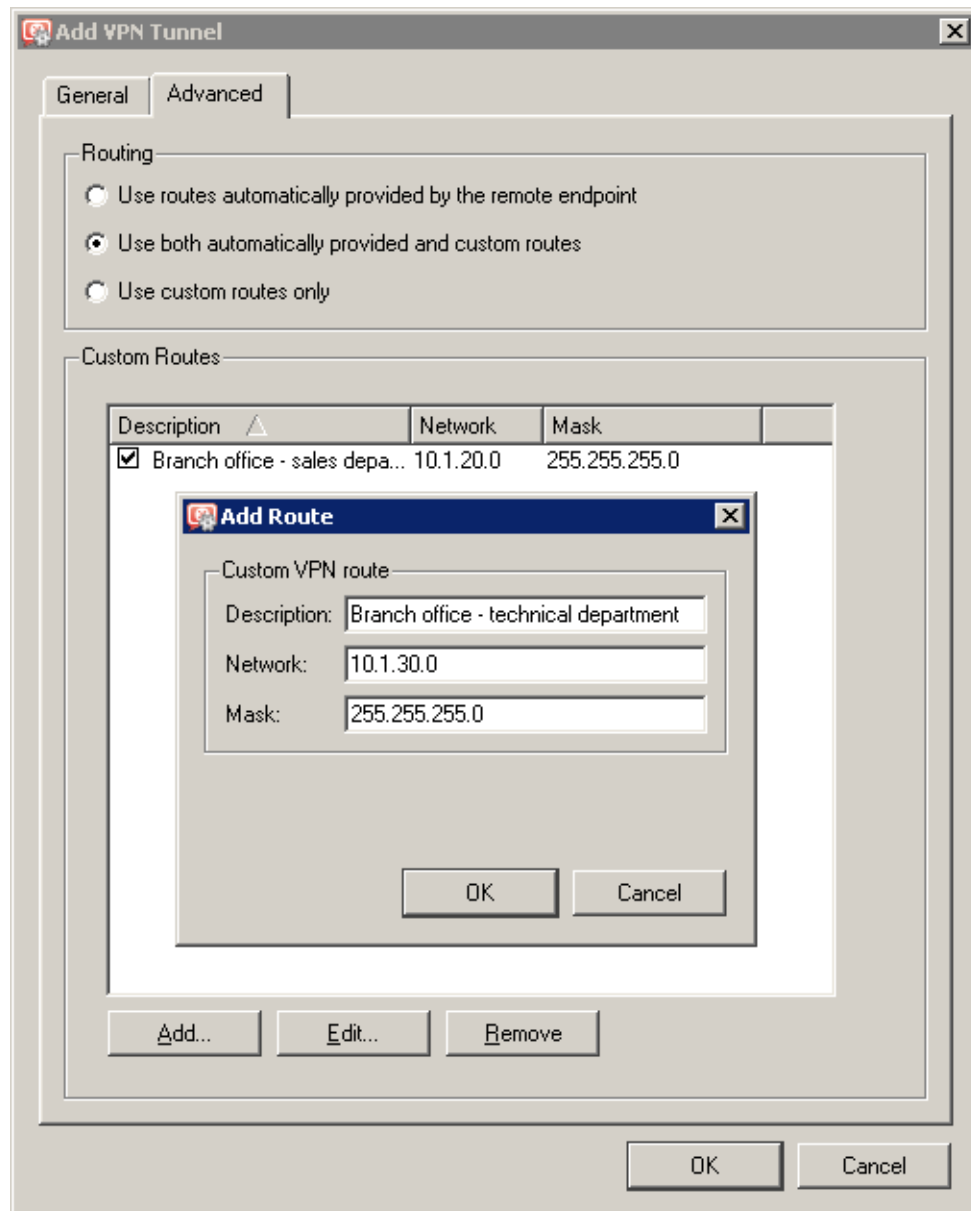 Add VPN Tunnel
General Advanced
Routing
Use routes automatically provided by the remote endpoint
Use both automatically provided and custom routes
Use custom routes only
Custom Routes
Description Network Mask
Branch office - sales depa... 10.1.20.0 255.255.255.0
Add Route
Custom VPN route
Description: Branch office - technical department
Network: 10.1.30.0
Mask: 255.255.255.0
OK Cancel
Add... Edit... Remove
OK Cancel